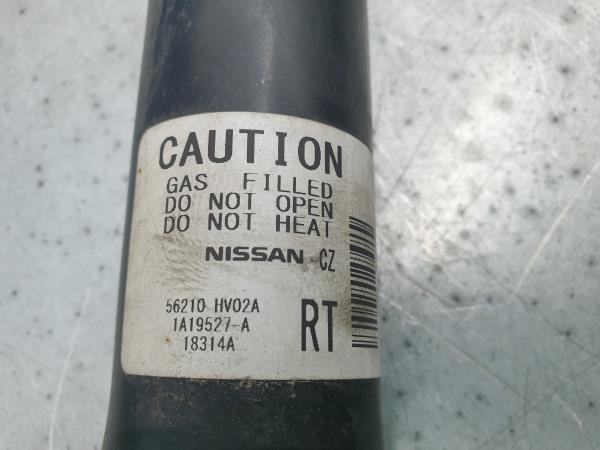 CAUTION
GAS FILLED
DO NOT OPEN
DO NOT HEAT
NISSAN CZ
56210 HV02A
1A19527-A
18314A
RT